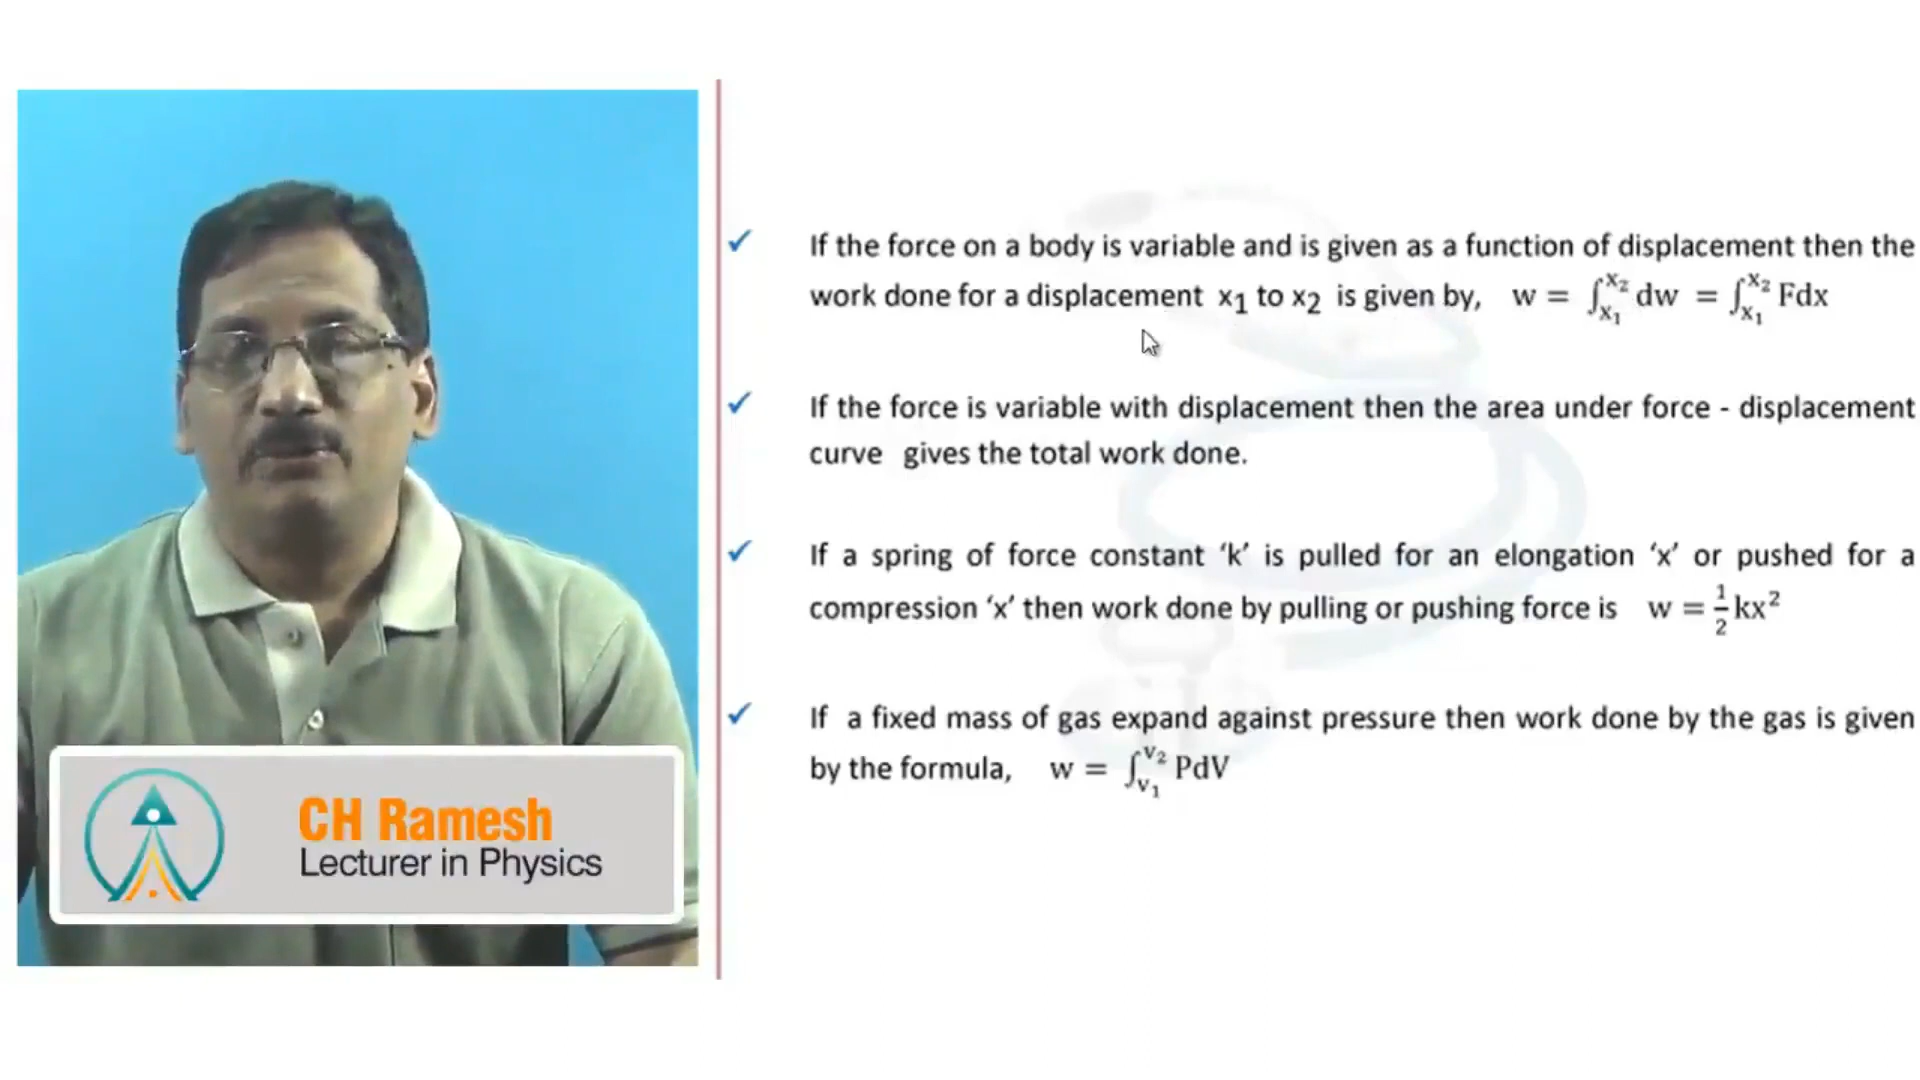 If the force on a body is variable and is given as a function of displacement then the
work done for a displacement x₁ to x₂ is given by, w = ∫ₓ₁ˣ² dw = ∫ₓ₁ˣ² Fdx
If the force is variable with displacement then the area under force - displacement
curve gives the total work done.
If a spring of force constant ‘k’ is pulled for an elongation ‘x’ or pushed for a
compression ‘x’ then work done by pulling or pushing force is w = ½kx²
If a fixed mass of gas expand against pressure then work done by the gas is given
by the formula, w = ∫ᵥ₁ᵛ² PdV
CH Ramesh
Lecturer in Physics